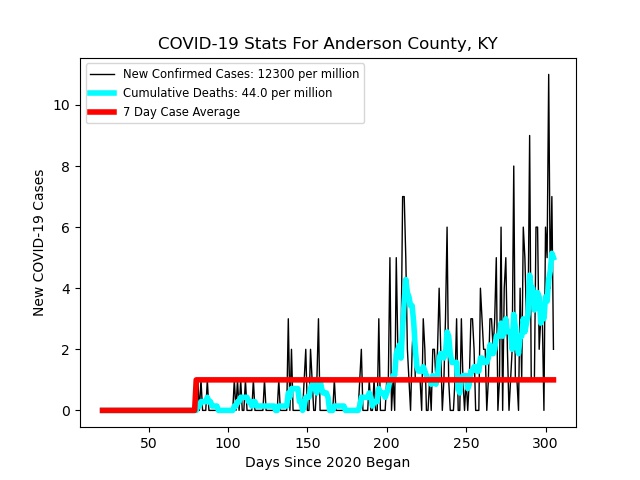 COVID-19 Stats For Anderson County, KY
New Confirmed Cases: 12300 per million
Cumulative Deaths: 44.0 per million
7 Day Case Average
New COVID-19 Cases
10
8
6
4
2
0
50 100 150 200 250 300
Days Since 2020 Began